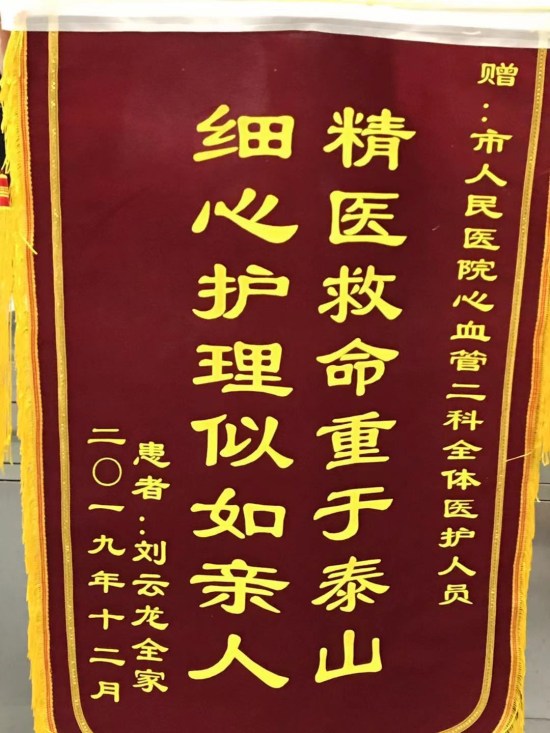 赠:市人民医院心血管二科全体医护人员
精医救命重于泰山
细心护理似如亲人
患者:刘云龙全家
二〇一九年十二月